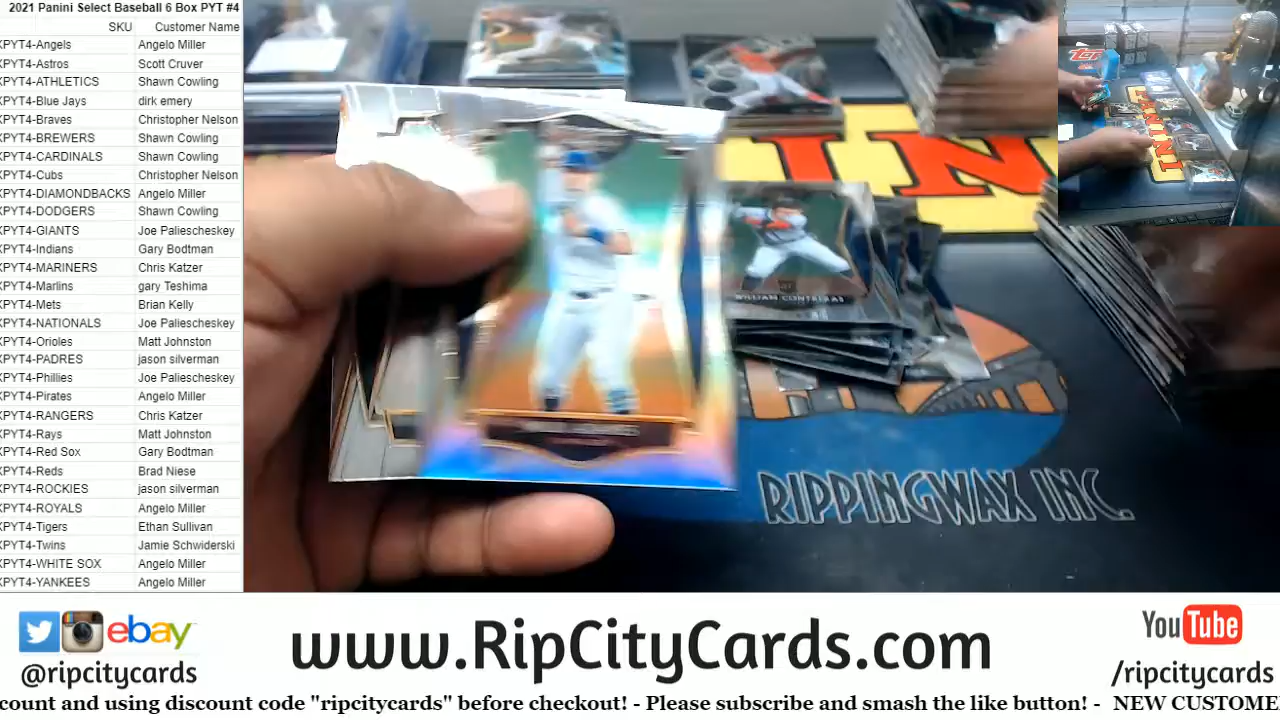 2021 Panini Select Baseball 6 Box PYT #4
SKU Customer Name
XPYT4-Angels Angelo Miller
XPYT4-Astros Scott Cruver
XPYT4-ATHLETICS Shawn Cowling
XPYT4-Blue Jays dirk emery
XPYT4-Braves Christopher Nelson
XPYT4-BREWERS Shawn Cowling
XPYT4-CARDINALS Shawn Cowling
XPYT4-Cubs Christopher Nelson
XPYT4-DIAMONDBACKS Angelo Miller
XPYT4-DODGERS Shawn Cowling
XPYT4-GIANTS Joe Paliescheskey
XPYT4-Indians Gary Bodtman
XPYT4-MARINERS Chris Katzer
XPYT4-Marlins gary Teshima
XPYT4-Mets Brian Kelly
XPYT4-NATIONALS Joe Paliescheskey
XPYT4-Orioles Matt Johnston
XPYT4-PADRES jason silverman
XPYT4-Phillies Joe Paliescheskey
XPYT4-Pirates Angelo Miller
XPYT4-RANGERS Chris Katzer
XPYT4-Rays Matt Johnston
XPYT4-Red Sox Gary Bodtman
XPYT4-Reds Brad Niese
XPYT4-ROCKIES jason silverman
XPYT4-ROYALS Angelo Miller
XPYT4-Tigers Ethan Sullivan
XPYT4-Twins Jamie Schwiderski
XPYT4-WHITE SOX Angelo Miller
XPYT4-YANKEES Angelo Miller
topps
PANINI
IN
WILLIAM CONTRERAS
RIPPINGWAX INC.
ebay
@ripcitycards
www.RipCityCards.com
YouTube
/ripcitycards
count and using discount code "ripcitycards" before checkout! - Please subscribe and smash the like button! - NEW CUSTOME